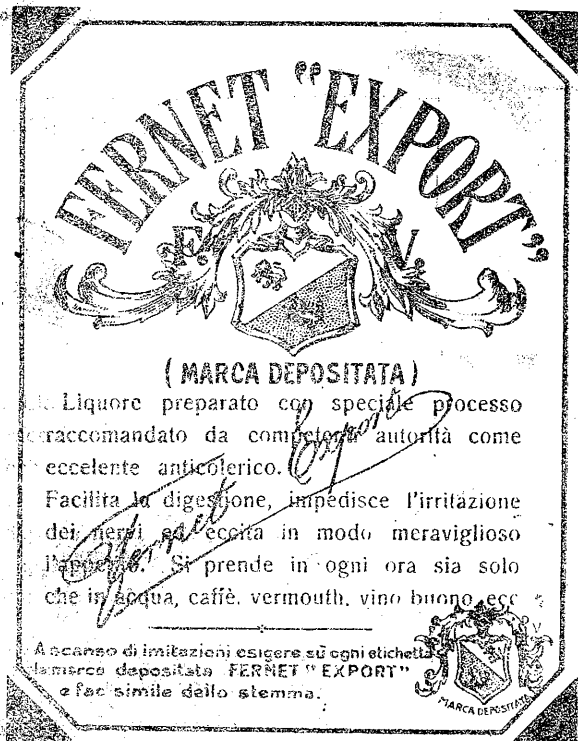 FERNET "EXPORT"
E. V.
( MARCA DEPOSITATA )
Liquore preparato con speciale processo
raccomandato da competenti autorità come
eccelente anticolerico.
Facilita la digestione, impedisce l'irritazione
dei nervi ed eccita in modo meraviglioso
l'appetito. Si prende in ogni ora sia solo
che in acqua, caffè, vermouth, vino buono, ecc
Fernet Export
A scanso di imitazioni esigere su ogni etichetta
la marca depositata FERNET "EXPORT"
e fac simile dello stemma.
MARCA DEPOSITATA